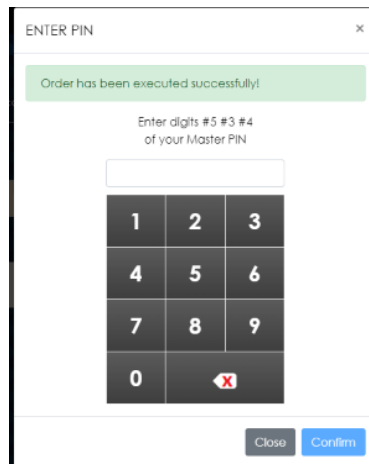 ENTER PIN ×
Order has been executed successfully!
Enter digits #5 #3 #4
of your Master PIN
1 2 3
4 5 6
7 8 9
0 X
Close Confirm